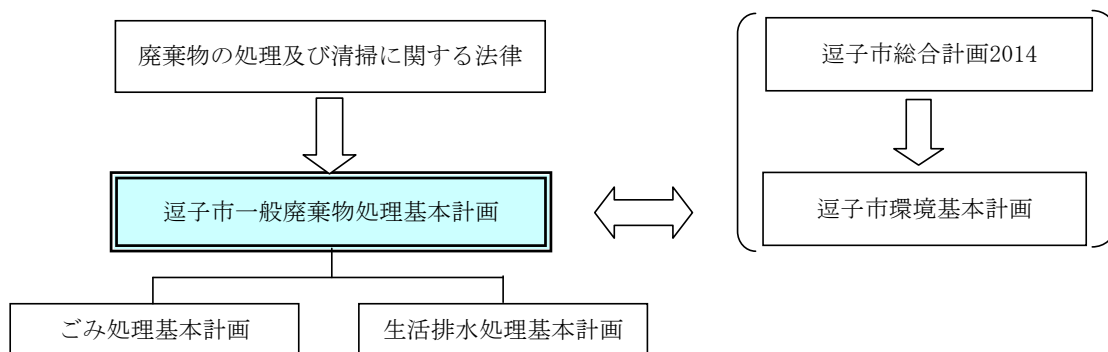 廃棄物の処理及び清掃に関する法律
逗子市総合計画2014
逗子市一般廃棄物処理基本計画
逗子市環境基本計画
ごみ処理基本計画
生活排水処理基本計画